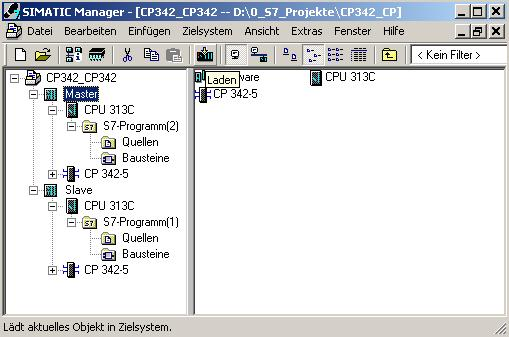 SIMATIC Manager - [CP342_CP342 -- D:\0_S7_Projekte\CP342_CP]
Datei Bearbeiten Einfügen Zielsystem Ansicht Extras Fenster Hilfe
< Kein Filter >
CP342_CP342
Master
CPU 313C
S7-Programm(2)
Quellen
Bausteine
CP 342-5
Slave
CPU 313C
S7-Programm(1)
Quellen
Bausteine
CP 342-5
Laden
ware
CPU 313C
CP 342-5
Lädt aktuelles Objekt in Zielsystem.